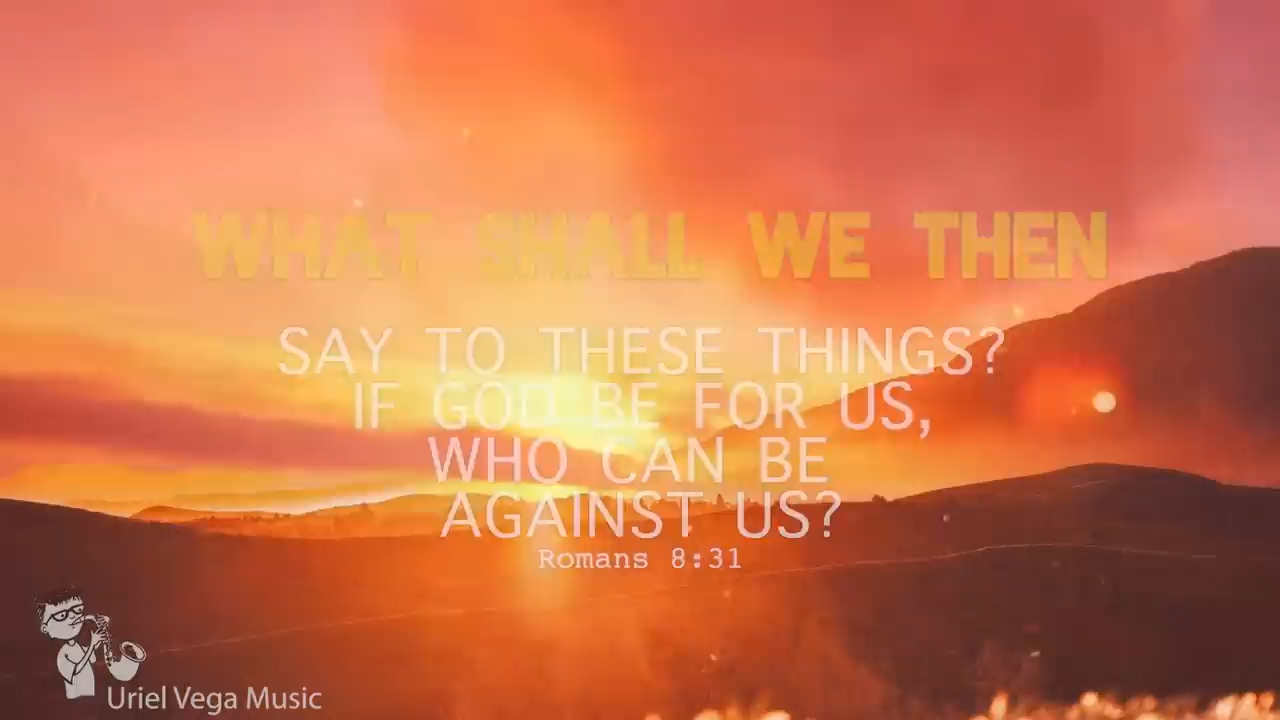 WHAT SHALL WE THEN
SAY TO THESE THINGS?
IF GOD BE FOR US,
WHO CAN BE
AGAINST US?
Romans 8:31
Uriel Vega Music